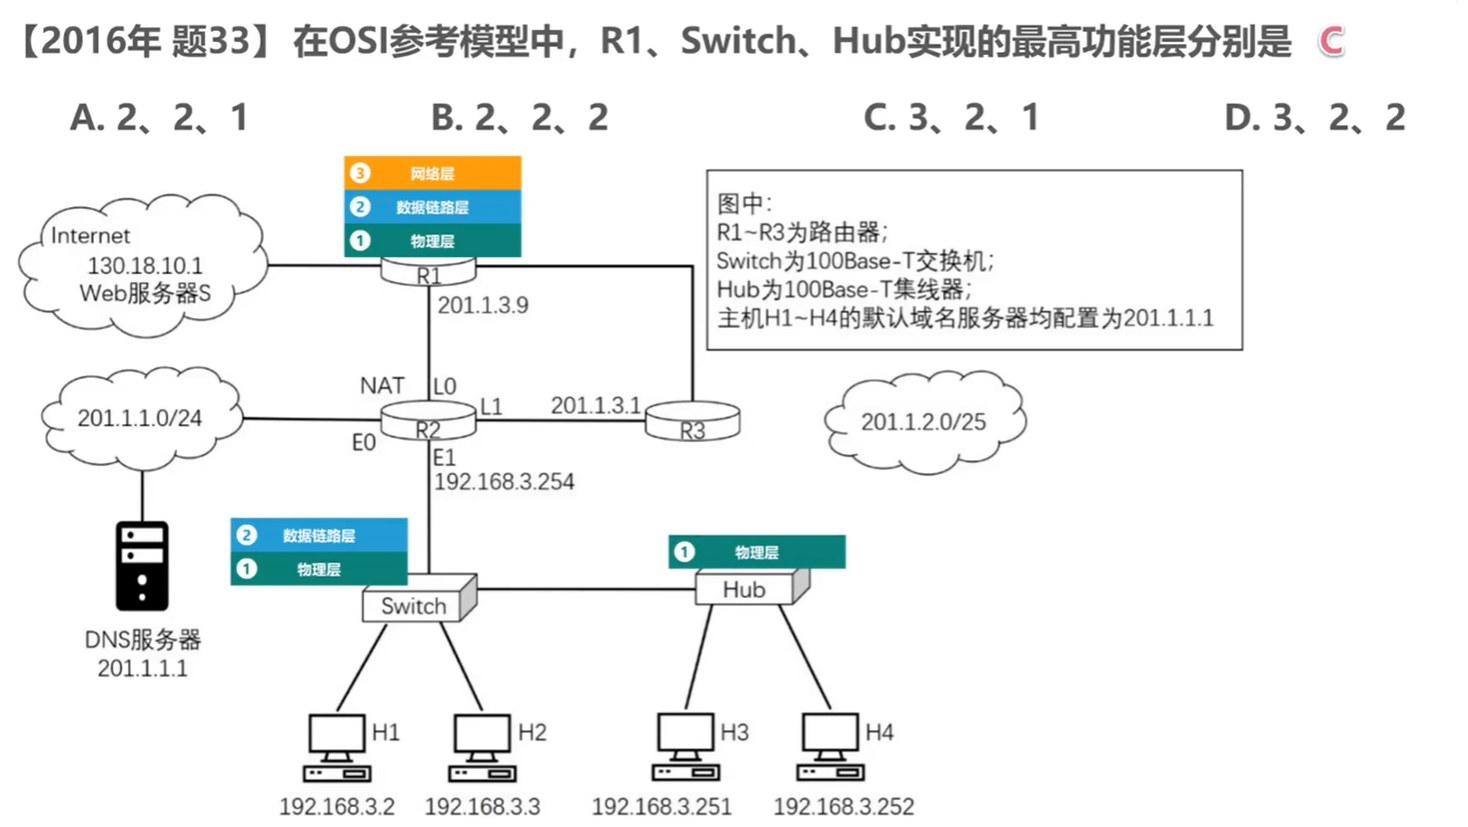 【2016年 题33】 在OSI参考模型中，R1、Switch、Hub实现的最高功能层分别是 C
A. 2、2、1
B. 2、2、2
C. 3、2、1
D. 3、2、2
3 网络层
2 数据链路层
1 物理层
R1
201.1.3.9
Internet
130.18.10.1
Web服务器S
图中：
R1~R3为路由器；
Switch为100Base-T交换机；
Hub为100Base-T集线器；
主机H1~H4的默认域名服务器均配置为201.1.1.1
NAT
L0
L1
201.1.3.1
R2
R3
E0
E1
192.168.3.254
201.1.1.0/24
201.1.2.0/25
DNS服务器
201.1.1.1
2 数据链路层
1 物理层
Switch
1 物理层
Hub
H1
H2
H3
H4
192.168.3.2
192.168.3.3
192.168.3.251
192.168.3.252